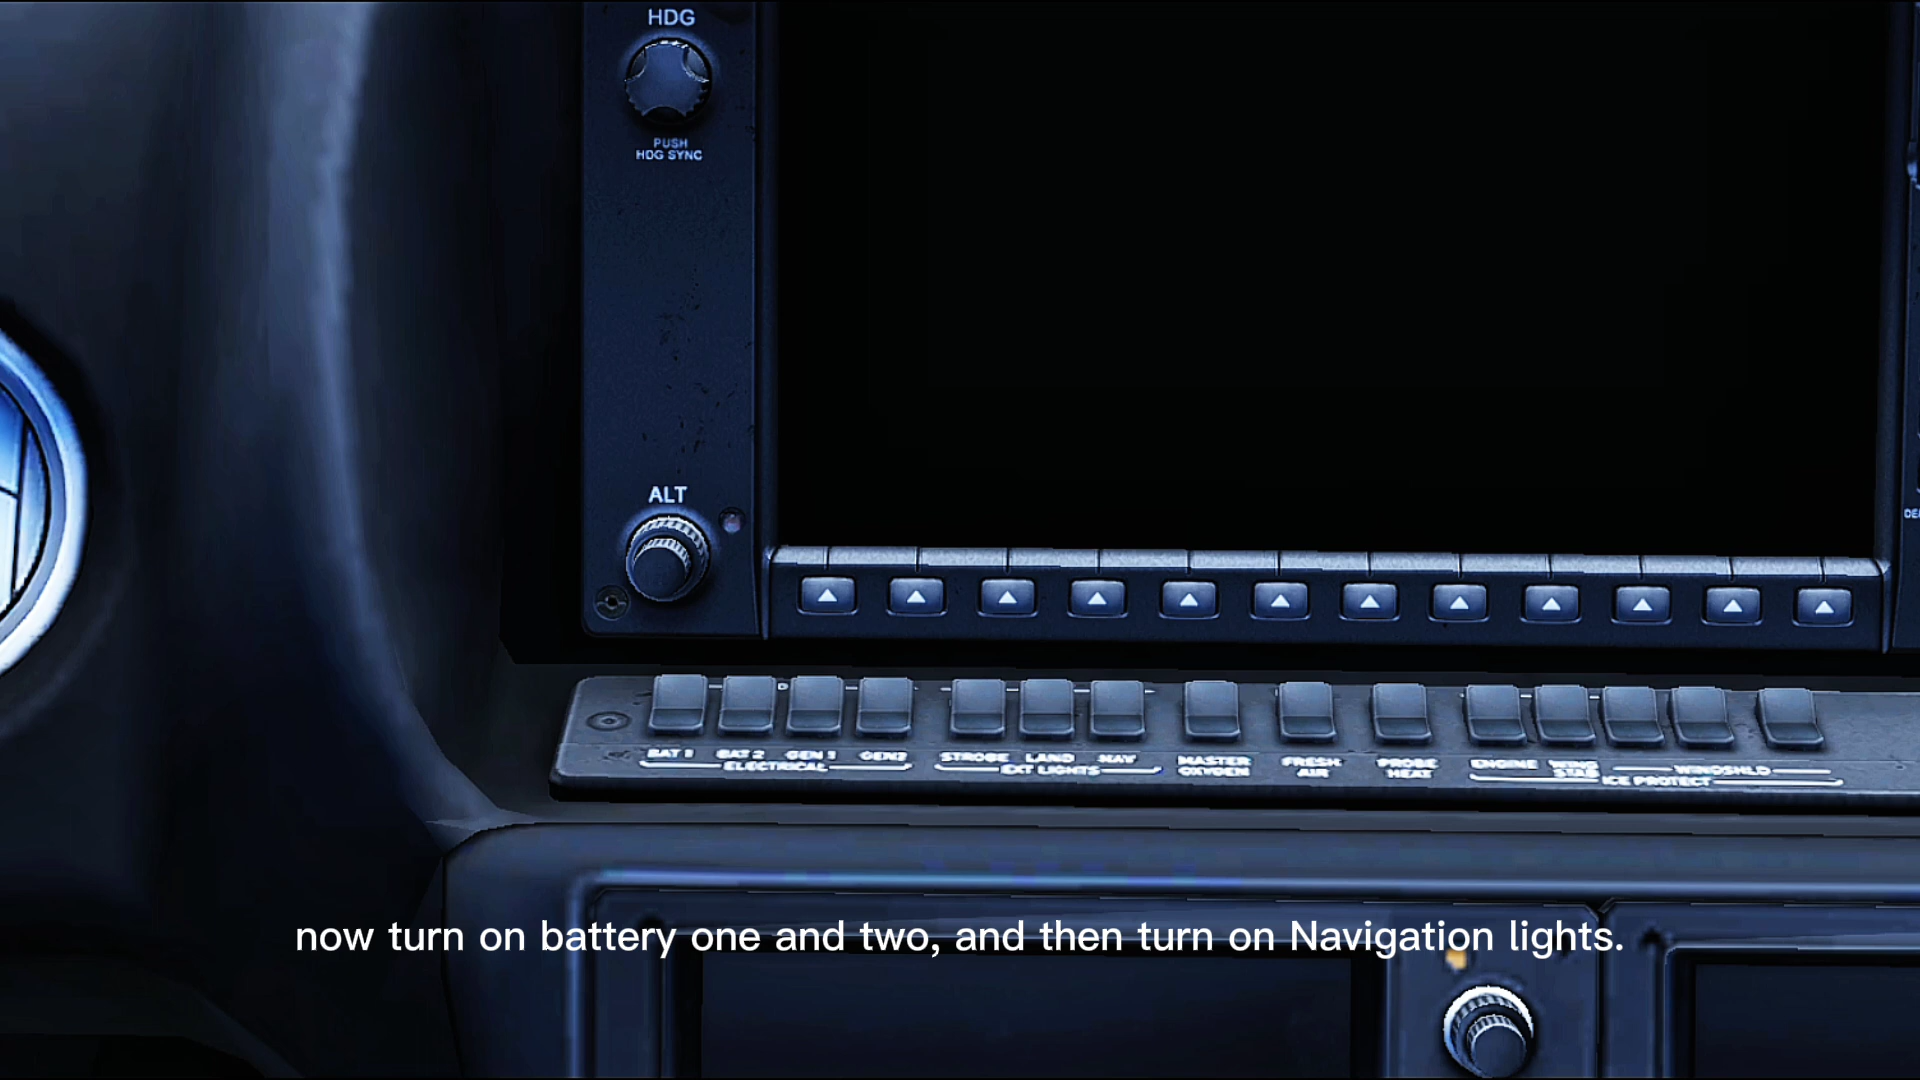 HDG
PUSH
HDG SYNC
ALT
BAT 1 BAT 2 GEN 1 GEN2
ELECTRICAL
STROBE LAND NAV
EXT LIGHTS
MASTER
OXYGEN
FRESH
AIR
PROBE
HEAT
ENGINE WING
STAB
WINDSHLD
ICE PROTECT
now turn on battery one and two, and then turn on Navigation lights.